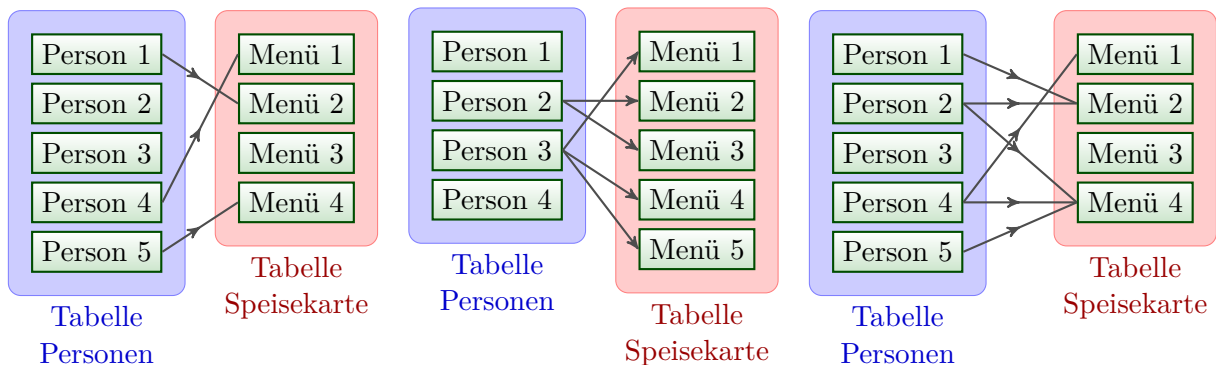 Person 1
Person 2
Person 3
Person 4
Person 5
Tabelle
Personen
Menü 1
Menü 2
Menü 3
Menü 4
Tabelle
Speisekarte
Person 1
Person 2
Person 3
Person 4
Tabelle
Personen
Menü 1
Menü 2
Menü 3
Menü 4
Menü 5
Tabelle
Speisekarte
Person 1
Person 2
Person 3
Person 4
Person 5
Tabelle
Personen
Menü 1
Menü 2
Menü 3
Menü 4
Tabelle
Speisekarte